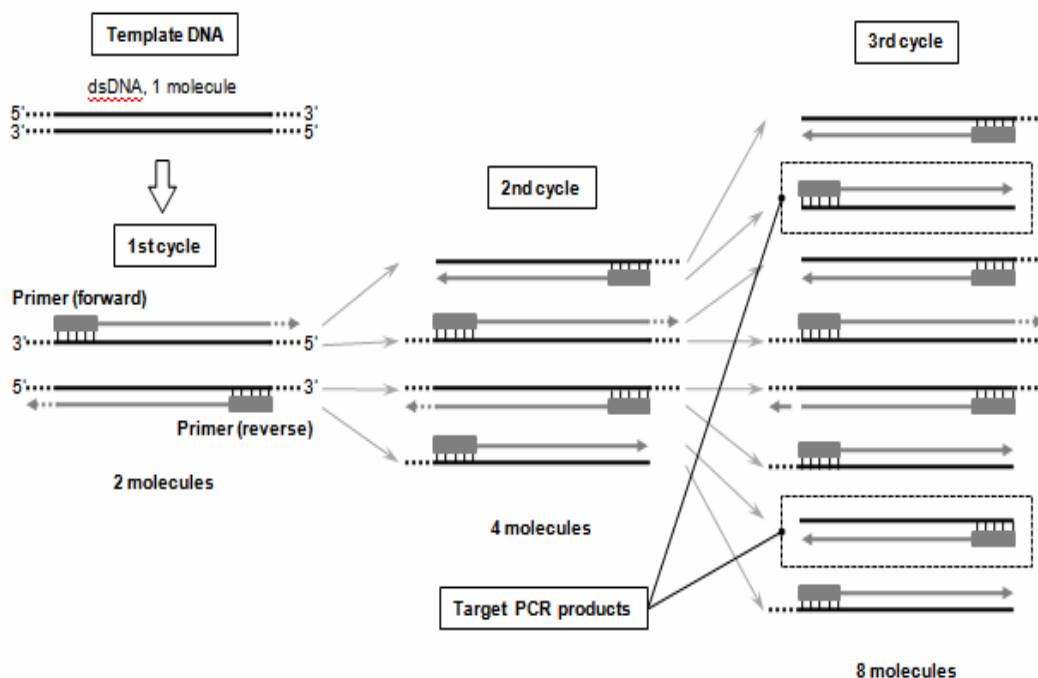 Template DNA
dsDNA, 1 molecule
5' 3'
3' 5'
1st cycle
Primer (forward)
3' 5'
5' 3'
Primer (reverse)
2 molecules
2nd cycle
4 molecules
Target PCR products
3rd cycle
8 molecules